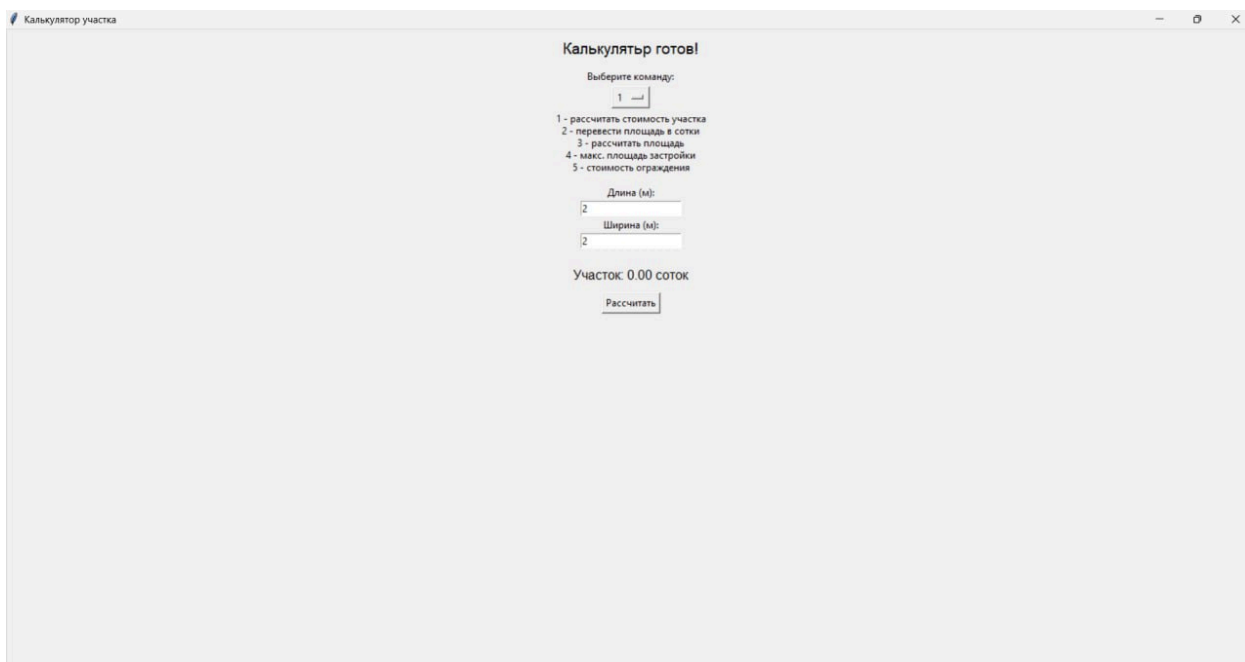 Калькулятор участка
Калькулятьр готов!
Выберите команду:
1
1 - рассчитать стоимость участка
2 - перевести площадь в сотки
3 - рассчитать площадь
4 - макс. площадь застройки
5 - стоимость ограждения
Длина (м):
2
Ширина (м):
2
Участок: 0.00 соток
Рассчитать